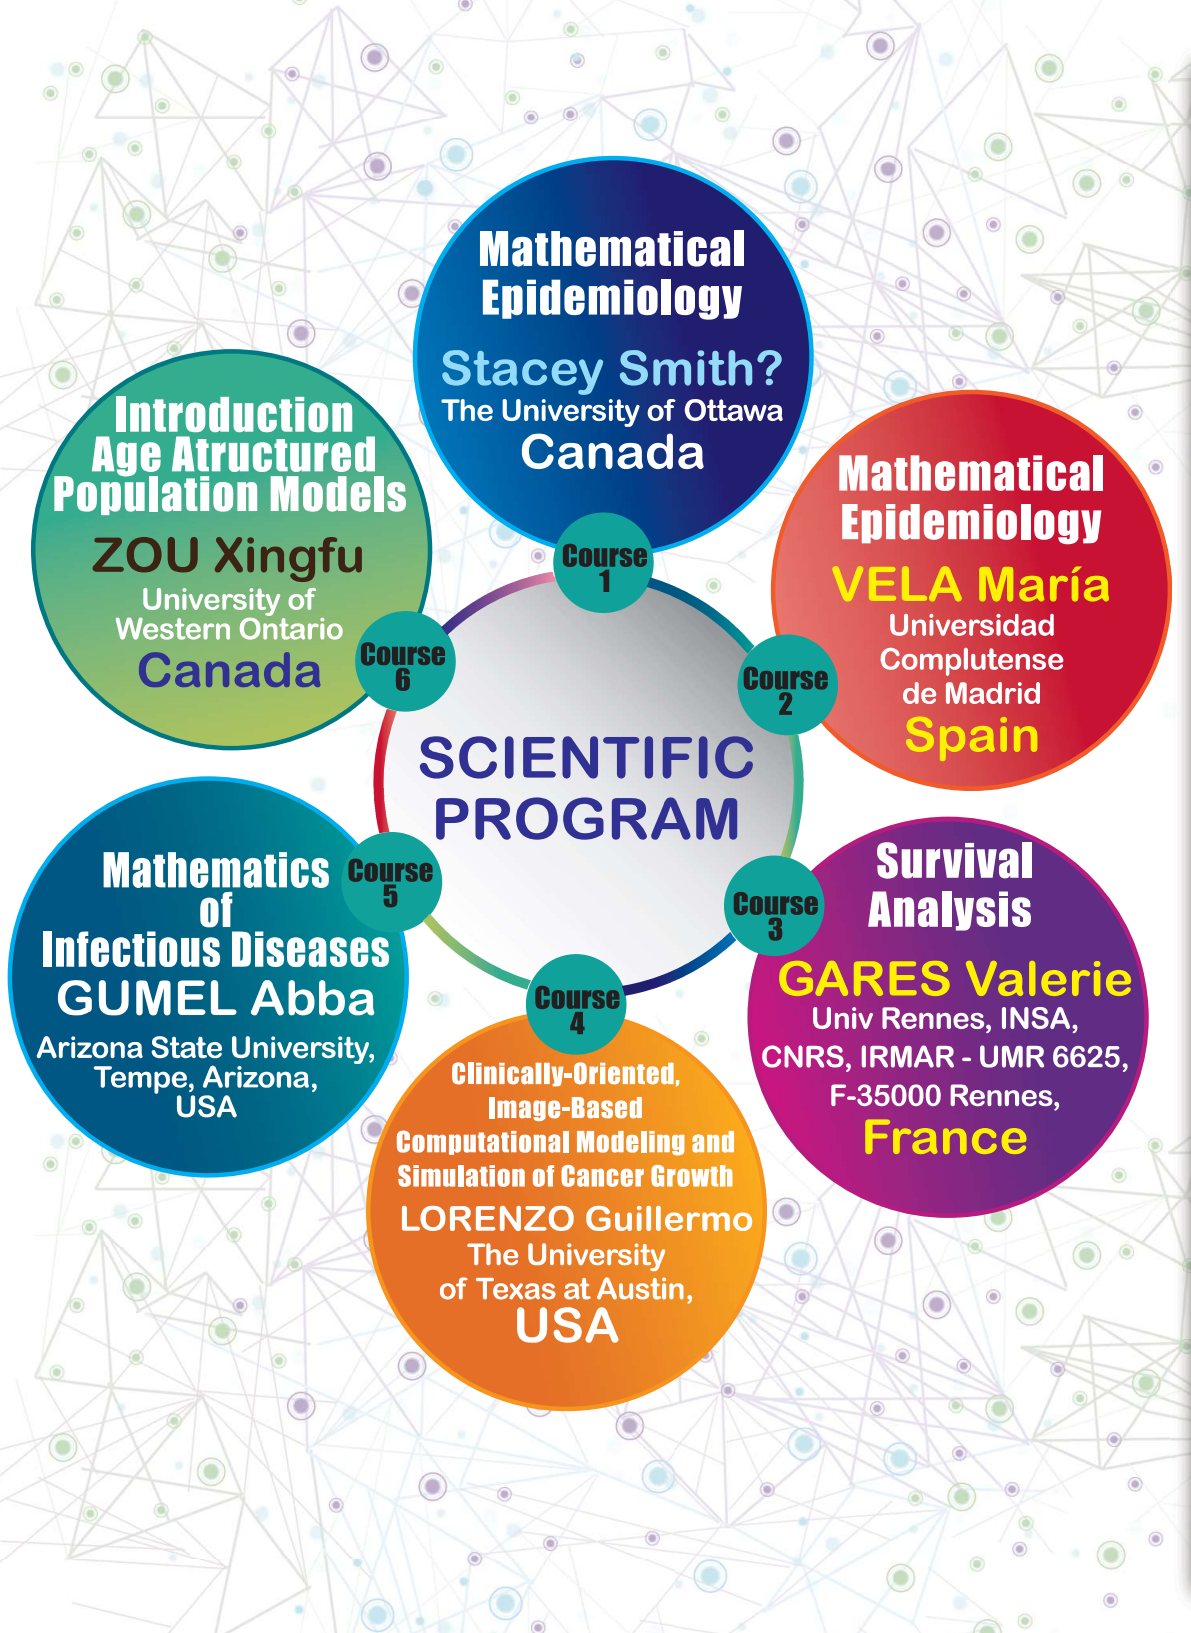 Mathematical
Epidemiology
Stacey Smith?
The University of Ottawa
Canada
Course
1
Mathematical
Epidemiology
VELA María
Universidad
Complutense
de Madrid
Spain
Course
2
Survival
Analysis
GARES Valerie
Univ Rennes, INSA,
CNRS, IRMAR - UMR 6625,
F-35000 Rennes,
France
Course
3
Clinically-Oriented,
Image-Based
Computational Modeling and
Simulation of Cancer Growth
LORENZO Guillermo
The University
of Texas at Austin,
USA
Course
4
Mathematics
of
Infectious Diseases
GUMEL Abba
Arizona State University,
Tempe, Arizona,
USA
Course
5
Introduction
Age Atructured
Population Models
ZOU Xingfu
University of
Western Ontario
Canada
Course
6
SCIENTIFIC
PROGRAM